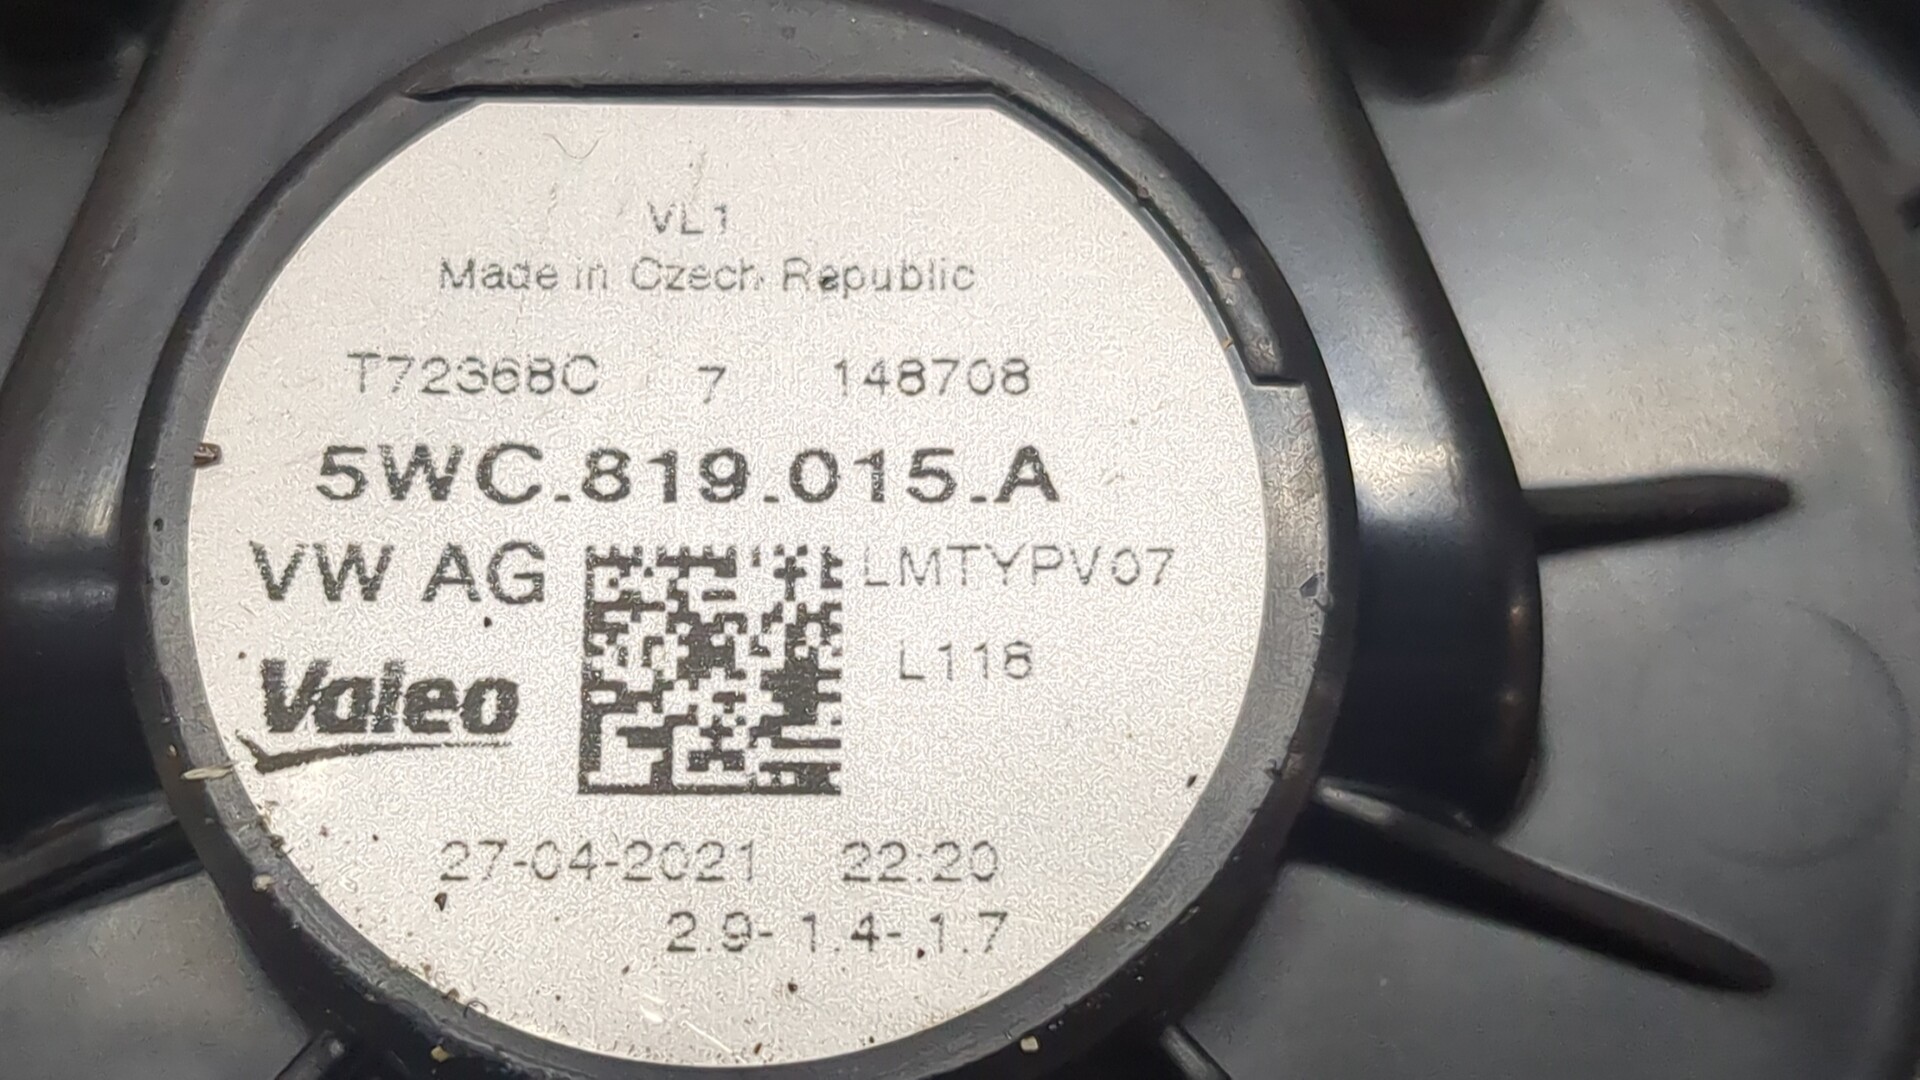 VL1
Made in Czech Republic
T72368C 7 148708
5WC.819.015.A
VW AG
LMTYPV07
Valeo
L118
27-04-2021 22:20
2.9- 1.4- 1.7